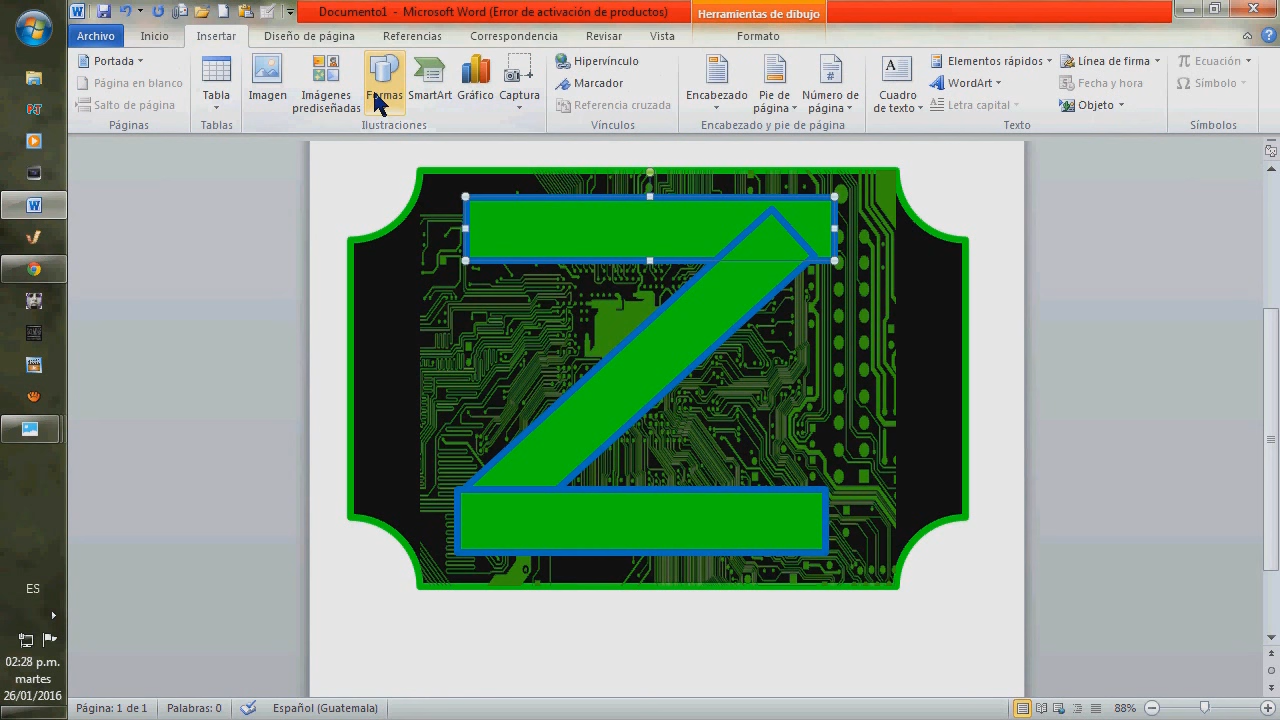 Documento1 - Microsoft Word (Error de activación de productos)
Herramientas de dibujo
Archivo Inicio Insertar Diseño de página Referencias Correspondencia Revisar Vista Formato
Portada
Página en blanco
Salto de página
Páginas
Tabla
Tablas
Imagen
Imágenes
prediseñadas
Formas
SmartArt
Gráfico
Captura
Ilustraciones
Hipervínculo
Marcador
Referencia cruzada
Vínculos
Encabezado
Pie de
página
Número de
página
Encabezado y pie de página
Cuadro
de texto
Elementos rápidos
WordArt
Letra capital
Línea de firma
Fecha y hora
Objeto
Texto
Ecuación
Símbolo
Símbolos
ES
02:28 p.m.
martes
26/01/2016
Página: 1 de 1 Palabras: 0 Español (Guatemala) 88%